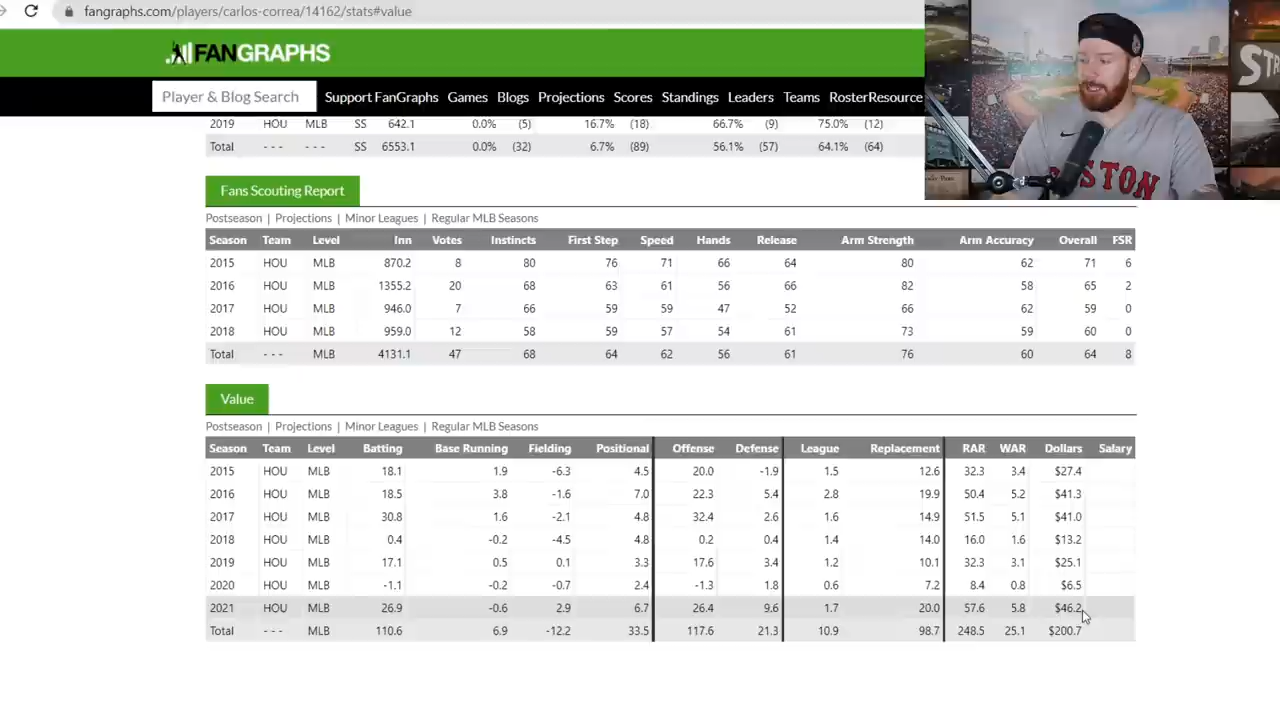 fangraphs.com/players/carlos-correa/14162/stats#value
FANGRAPHS
Player & Blog Search Support FanGraphs Games Blogs Projections Scores Standings Leaders Teams RosterResource
2019 HOU MLB SS 642.1 0.0% (5) 16.7% (18) 66.7% (9) 75.0% (12)
Total - - - - - - SS 6553.1 0.0% (32) 6.7% (89) 56.1% (57) 64.1% (64)
Fans Scouting Report
Postseason | Projections | Minor Leagues | Regular MLB Seasons
Season Team Level Inn Votes Instincts First Step Speed Hands Release Arm Strength Arm Accuracy Overall FSR
2015 HOU MLB 870.2 8 80 76 71 66 64 80 62 71 6
2016 HOU MLB 1355.2 20 68 63 61 56 66 82 58 65 2
2017 HOU MLB 946.0 7 66 59 59 47 52 66 62 59 0
2018 HOU MLB 959.0 12 58 59 57 54 61 73 59 60 0
Total - - - MLB 4131.1 47 68 64 62 56 61 76 60 64 8
Value
Postseason | Projections | Minor Leagues | Regular MLB Seasons
Season Team Level Batting Base Running Fielding Positional Offense Defense League Replacement RAR WAR Dollars Salary
2015 HOU MLB 18.1 1.9 -6.3 4.5 20.0 -1.9 1.5 12.6 32.3 3.4 $27.4
2016 HOU MLB 18.5 3.8 -1.6 7.0 22.3 5.4 2.8 19.9 50.4 5.2 $41.3
2017 HOU MLB 30.8 1.6 -2.1 4.8 32.4 2.6 1.6 14.9 51.5 5.1 $41.0
2018 HOU MLB 0.4 -0.2 -4.5 4.8 0.2 0.4 1.4 14.0 16.0 1.6 $13.2
2019 HOU MLB 17.1 0.5 0.1 3.3 17.6 3.4 1.2 10.1 32.3 3.1 $25.1
2020 HOU MLB -1.1 -0.2 -0.7 2.4 -1.3 1.8 0.6 7.2 8.4 0.8 $6.5
2021 HOU MLB 26.9 -0.6 2.9 6.7 26.4 9.6 1.7 20.0 57.6 5.8 $46.2
Total - - - MLB 110.6 6.9 -12.2 33.5 117.6 21.3 10.9 98.7 248.5 25.1 $200.7
BOSTON